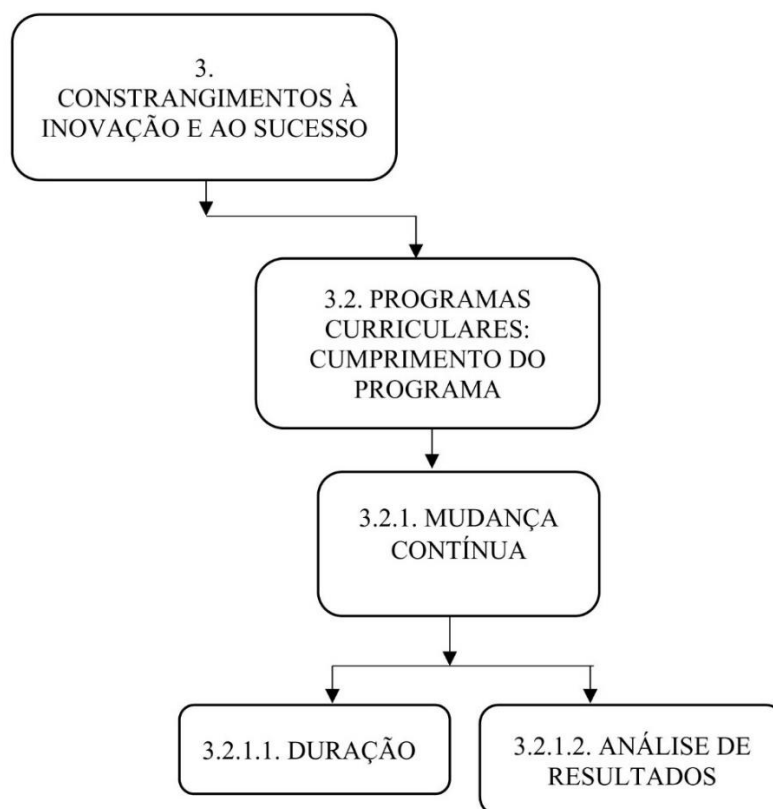 3.
CONSTRANGIMENTOS À
INOVAÇÃO E AO SUCESSO
3.2. PROGRAMAS
CURRICULARES:
CUMPRIMENTO DO
PROGRAMA
3.2.1. MUDANÇA
CONTÍNUA
3.2.1.1. DURAÇÃO
3.2.1.2. ANÁLISE DE
RESULTADOS